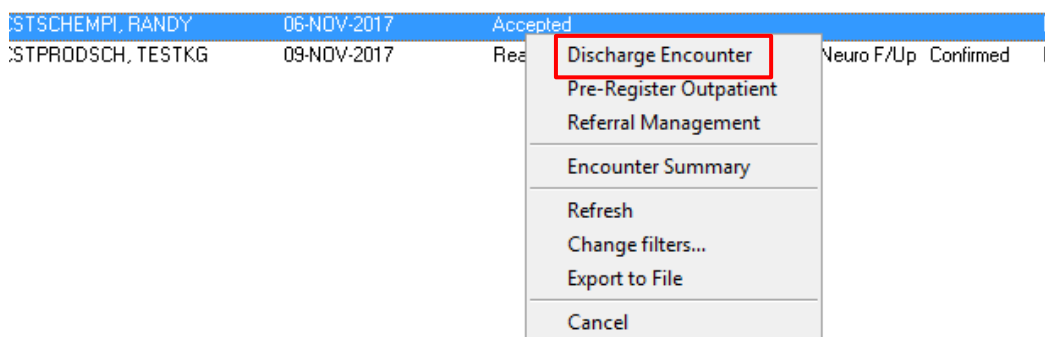 CSTSCHEMPI, RANDY 06-NOV-2017 Accepted
CSTPRODSCH, TESTKG 09-NOV-2017 Rea Neuro F/Up Confirmed
Discharge Encounter
Pre-Register Outpatient
Referral Management
Encounter Summary
Refresh
Change filters...
Export to File
Cancel